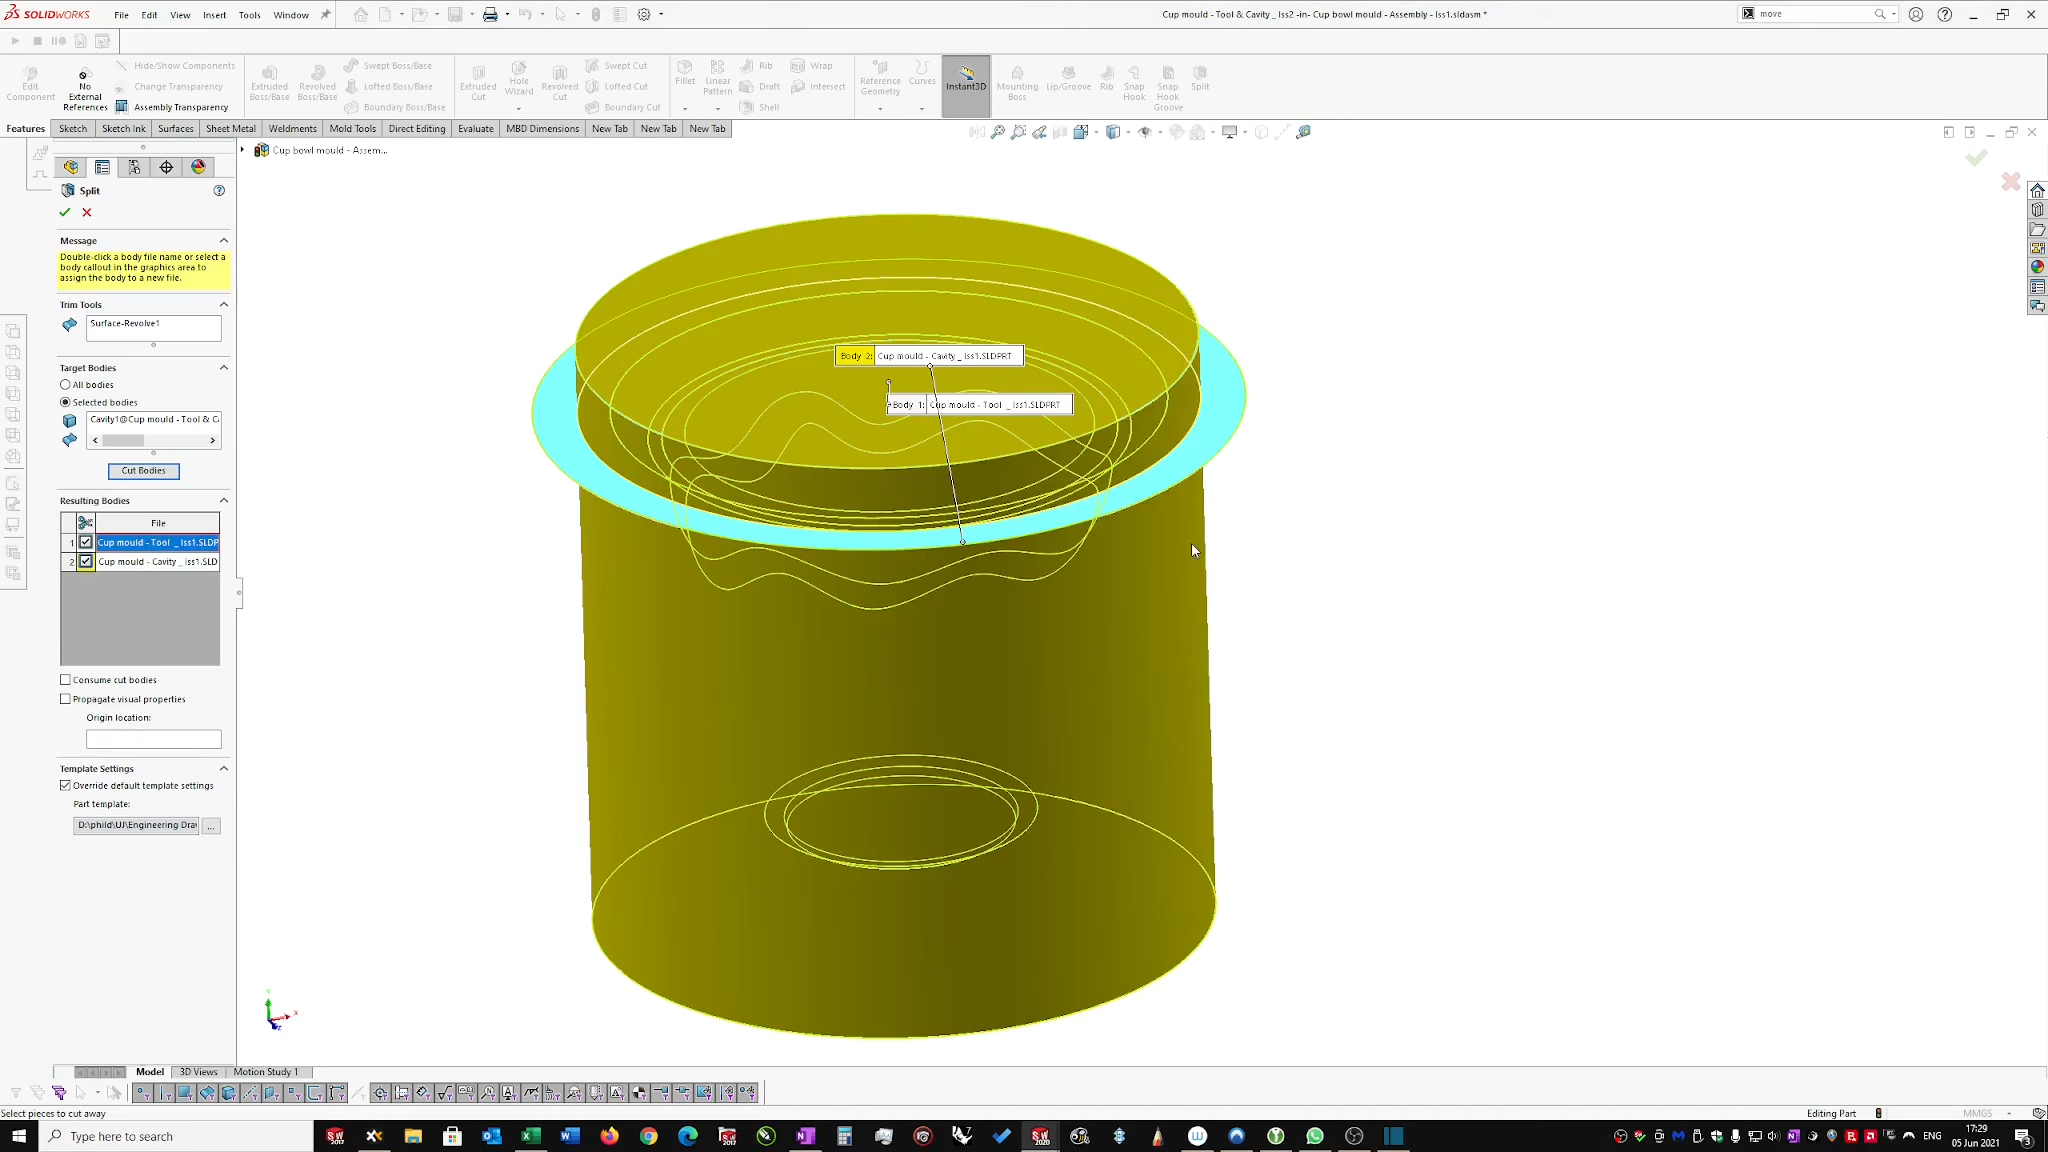 SOLIDWORKS File Edit View Insert Tools Window
Cup mould - Tool & Cavity _ Iss2 -in- Cup bowl mould - Assembly - Iss1.sldasm *
move
Edit Component
No External References
Hide/Show Components
Change Transparency
Assembly Transparency
Extruded Boss/Base
Revolved Boss/Base
Swept Boss/Base
Lofted Boss/Base
Boundary Boss/Base
Extruded Cut
Hole Wizard
Revolved Cut
Swept Cut
Lofted Cut
Boundary Cut
Fillet
Linear Pattern
Rib
Draft
Shell
Wrap
Intersect
Reference Geometry
Curves
Instant3D
Mounting Boss
Lip/Groove
Rib
Snap Hook
Snap Hook Groove
Split
Features Sketch Sketch Ink Surfaces Sheet Metal Weldments Mold Tools Direct Editing Evaluate MBD Dimensions New Tab New Tab New Tab
Cup bowl mould - Assem...
Split
Message
Double-click a body file name or select a
body callout in the graphics area to
assign the body to a new file.
Trim Tools
Surface-Revolve1
Target Bodies
All bodies
Selected bodies
Cavity1@Cup mould - Tool & C
Cut Bodies
Resulting Bodies
File
1 Cup mould - Tool _ Iss1.SLDP
2 Cup mould - Cavity _ Iss1.SLD
Consume cut bodies
Propagate visual properties
Origin location:
Template Settings
Override default template settings
Part template:
D:\phild\UJ\Engineering Dra
...
Body 2: Cup mould - Cavity _ Iss1.SLDPRT
Body 1: Cup mould - Tool _ Iss1.SLDPRT
Y
X
Z
Model 3D Views Motion Study 1
Select pieces to cut away
Editing Part
MMGS
Type here to search
ENG
17:29
05 Jun 2021